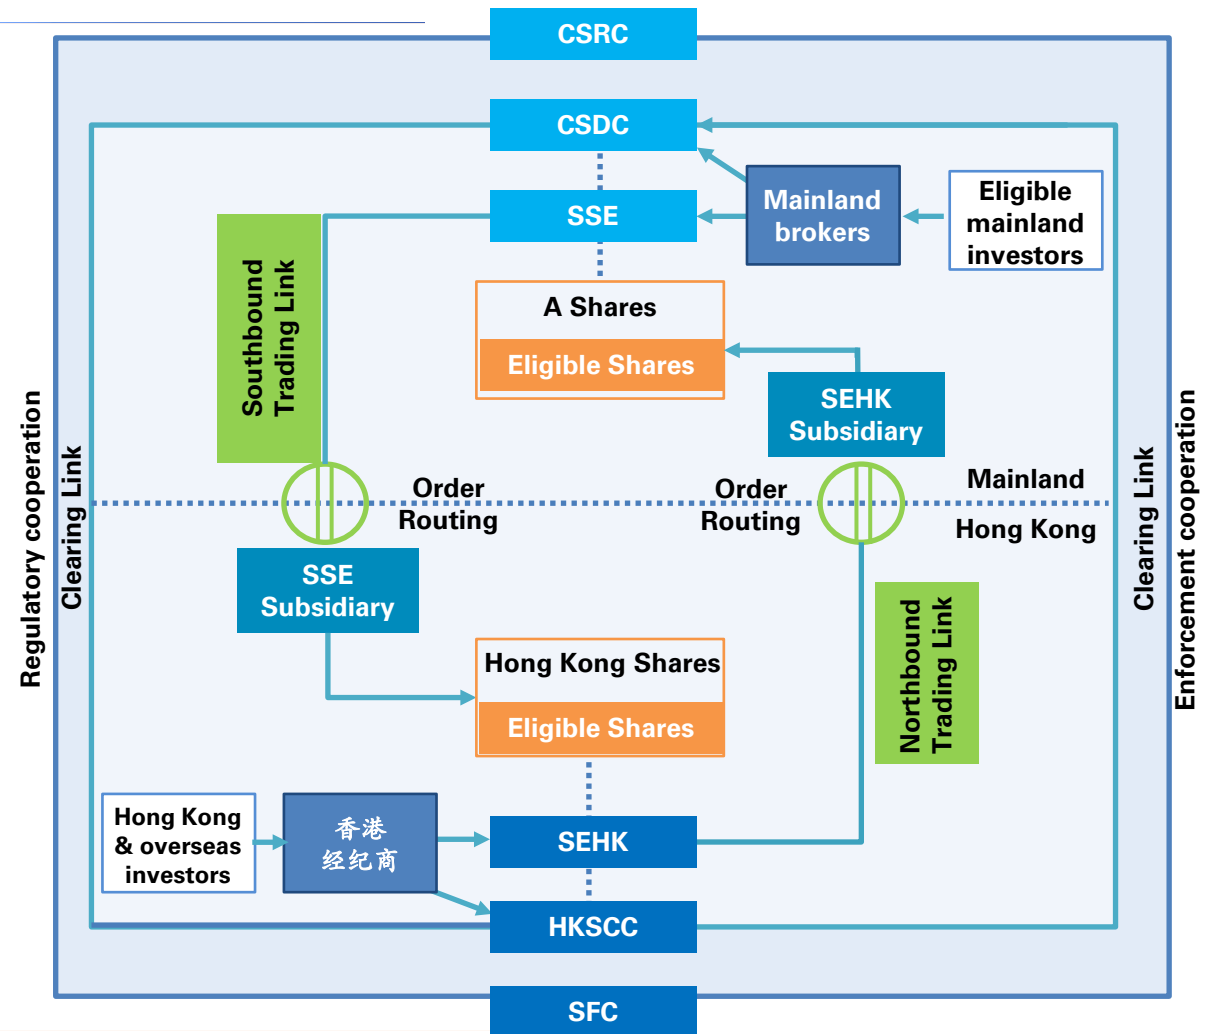 CSRC
CSDC
SSE
Mainland
brokers
Eligible
mainland
investors
Southbound
Trading Link
A Shares
Eligible Shares
SEHK
Subsidiary
Regulatory cooperation
Clearing Link
Order
Routing
Order
Routing
Mainland
Hong Kong
Clearing Link
Enforcement cooperation
SSE
Subsidiary
Northbound
Trading Link
Hong Kong Shares
Eligible Shares
Hong Kong
& overseas
investors
香港
经纪商
SEHK
HKSCC
SFC